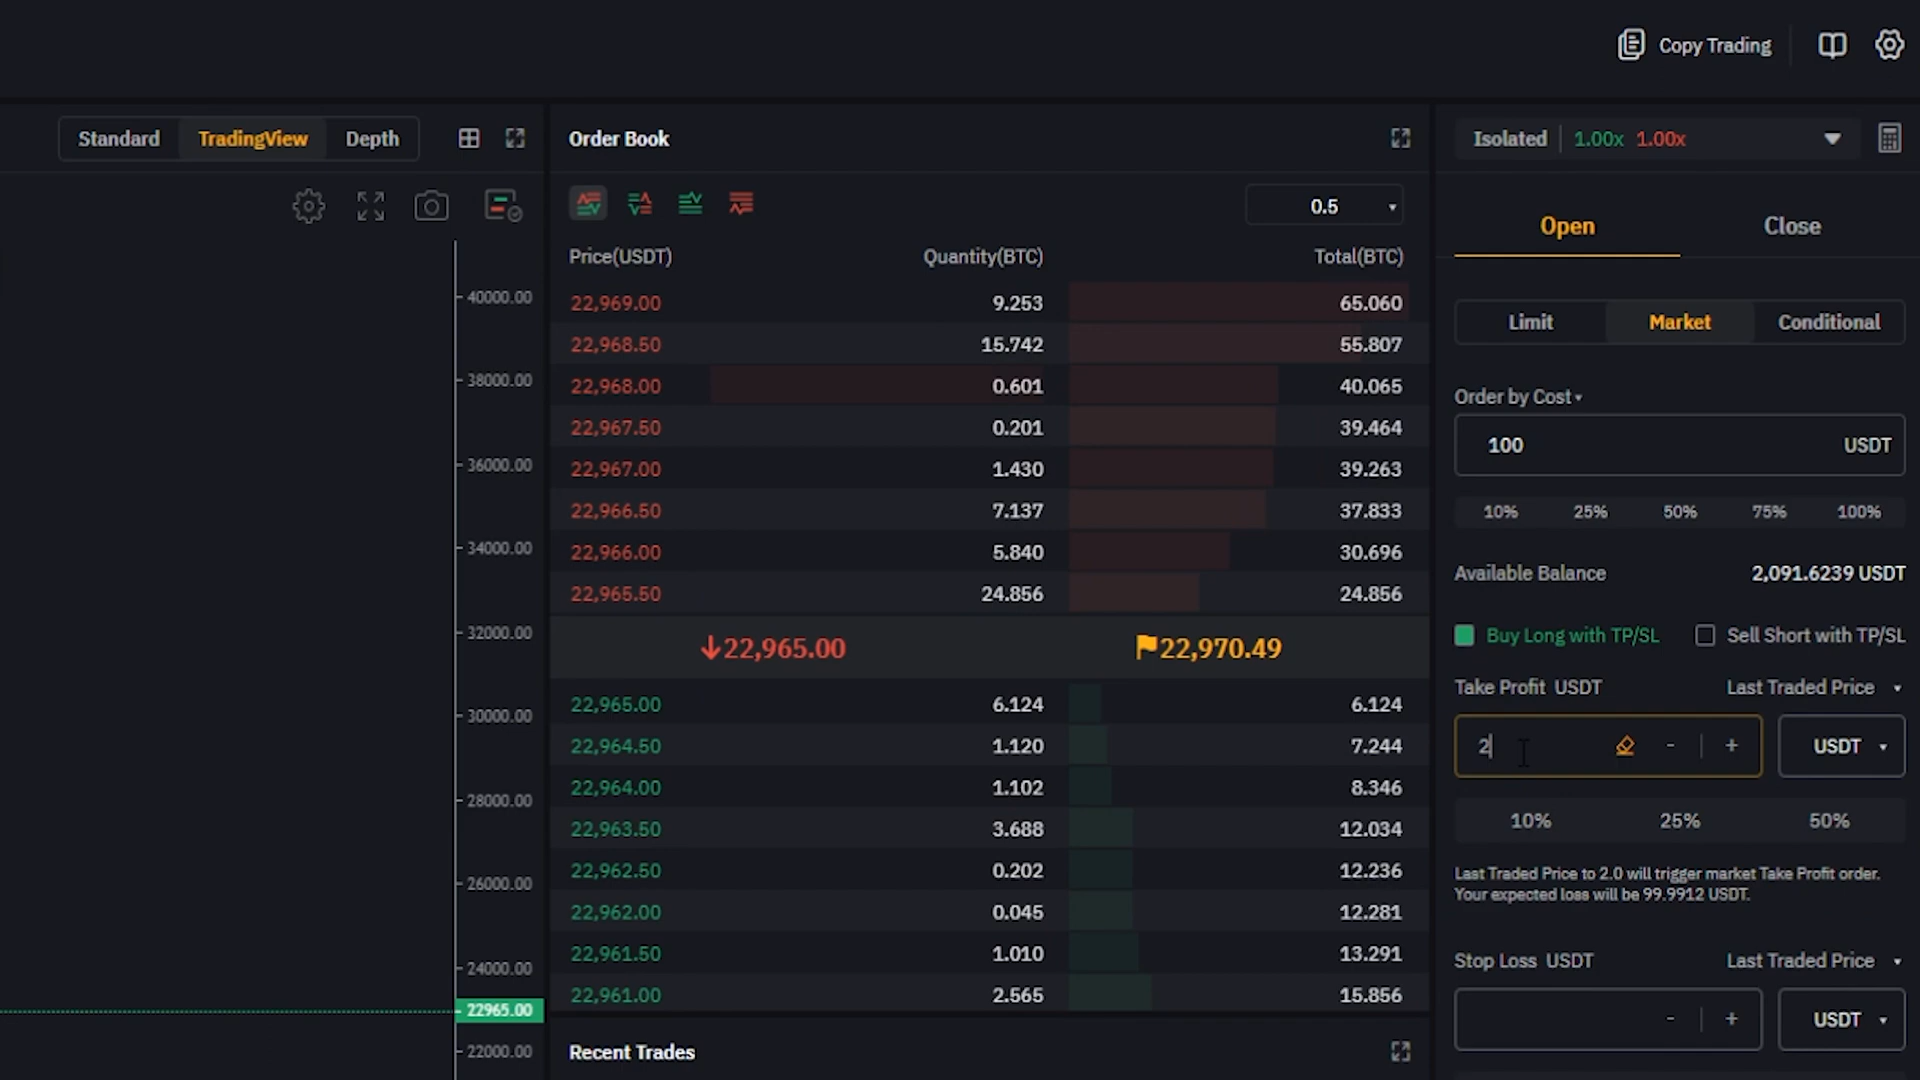 Copy Trading
Standard TradingView Depth
Order Book
Isolated 1.00x 1.00x
0.5
Open Close
Price(USDT) Quantity(BTC) Total(BTC)
40000.00
38000.00
36000.00
34000.00
32000.00
30000.00
28000.00
26000.00
24000.00
22965.00
22000.00
22,969.00 9.253 65.060
22,968.50 15.742 55.807
22,968.00 0.601 40.065
22,967.50 0.201 39.464
22,967.00 1.430 39.263
22,966.50 7.137 37.833
22,966.00 5.840 30.696
22,965.50 24.856 24.856
↓22,965.00 22,970.49
22,965.00 6.124 6.124
22,964.50 1.120 7.244
22,964.00 1.102 8.346
22,963.50 3.688 12.034
22,962.50 0.202 12.236
22,962.00 0.045 12.281
22,961.50 1.010 13.291
22,961.00 2.565 15.856
Recent Trades
Limit Market Conditional
Order by Cost
100 USDT
10% 25% 50% 75% 100%
Available Balance 2,091.6239 USDT
Buy Long with TP/SL Sell Short with TP/SL
Take Profit USDT Last Traded Price
2 - + USDT
10% 25% 50%
Last Traded Price to 2.0 will trigger market Take Profit order.
Your expected loss will be 99.9912 USDT.
Stop Loss USDT Last Traded Price
- + USDT